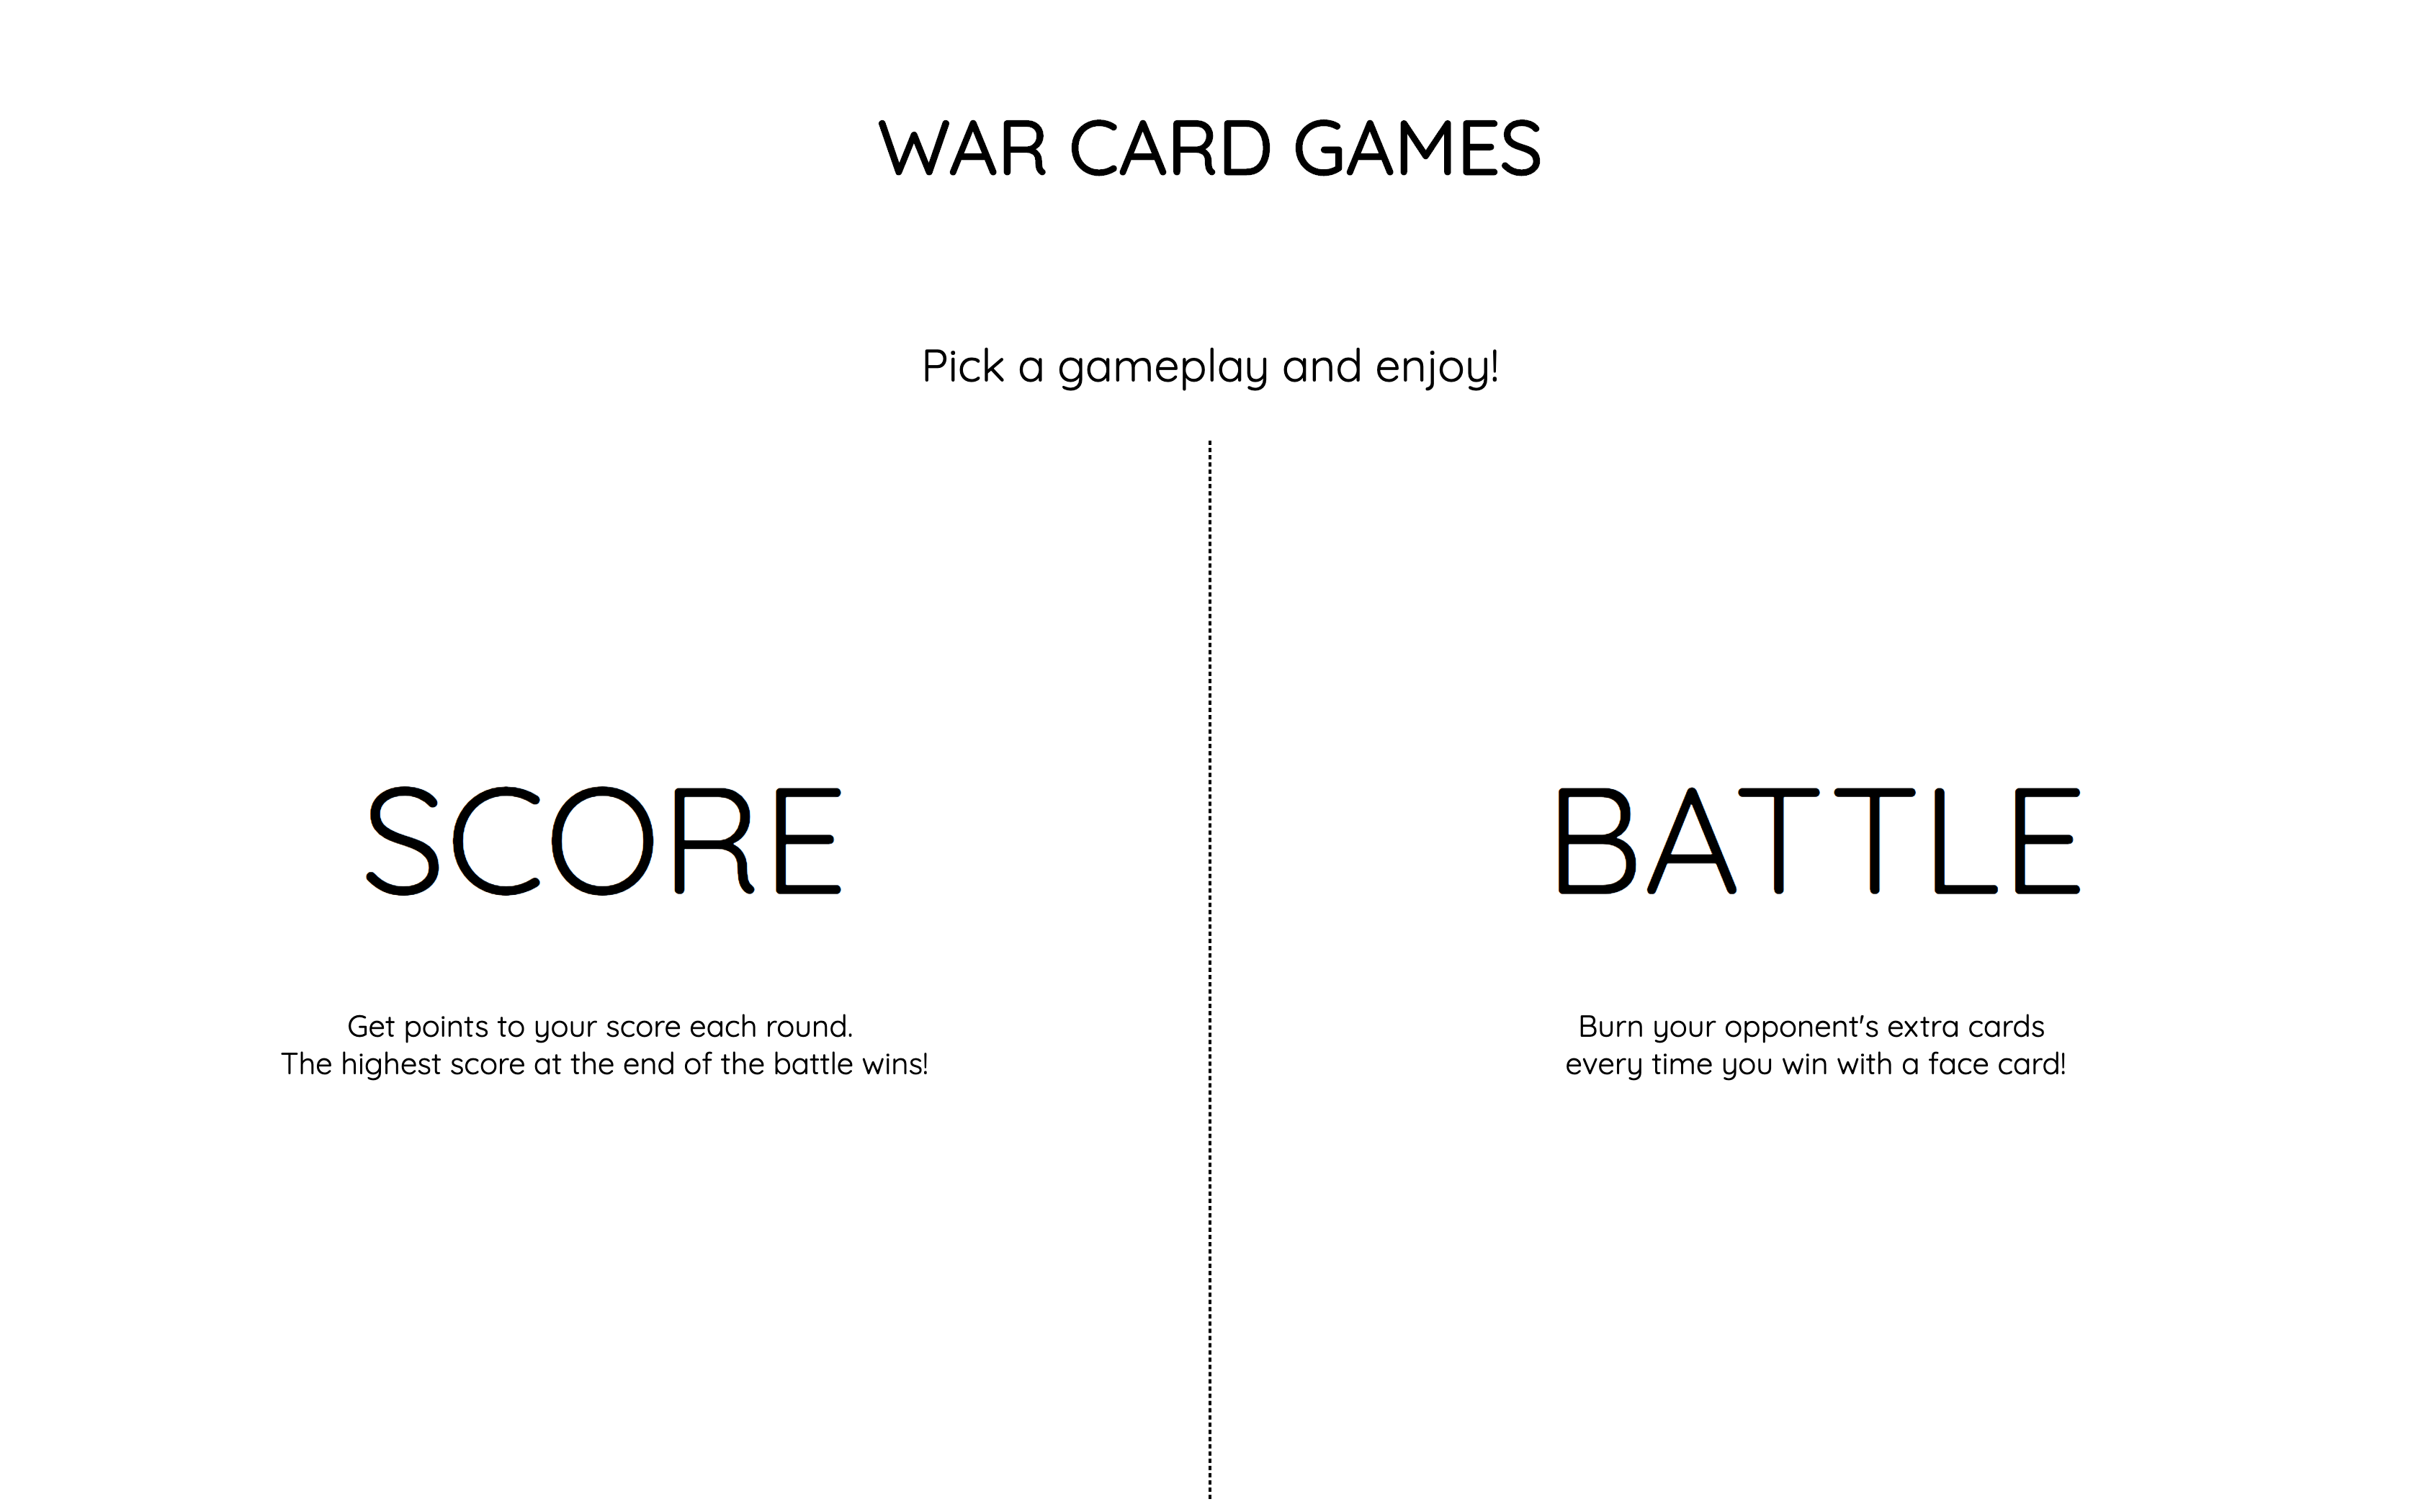 WAR CARD GAMES
Pick a gameplay and enjoy!
SCORE
Get points to your score each round.
The highest score at the end of the battle wins!
BATTLE
Burn your opponent's extra cards
every time you win with a face card!